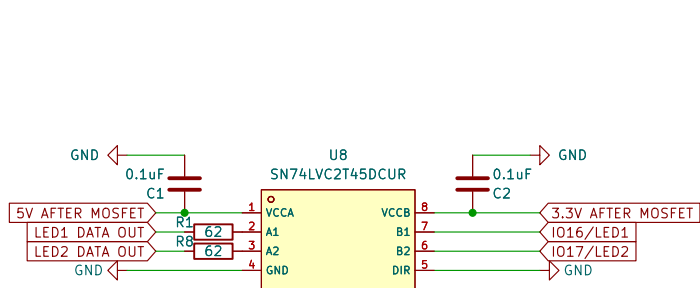 U8
SN74LVC2T45DCUR
GND
GND
0.1uF
C1
0.1uF
C2
5V AFTER MOSFET
1
VCCA
VCCB
8
3.3V AFTER MOSFET
R1
LED1 DATA OUT
62
2
A1
B1
7
IO16/LED1
R8
LED2 DATA OUT
62
3
A2
B2
6
IO17/LED2
GND
4
GND
DIR
5
GND